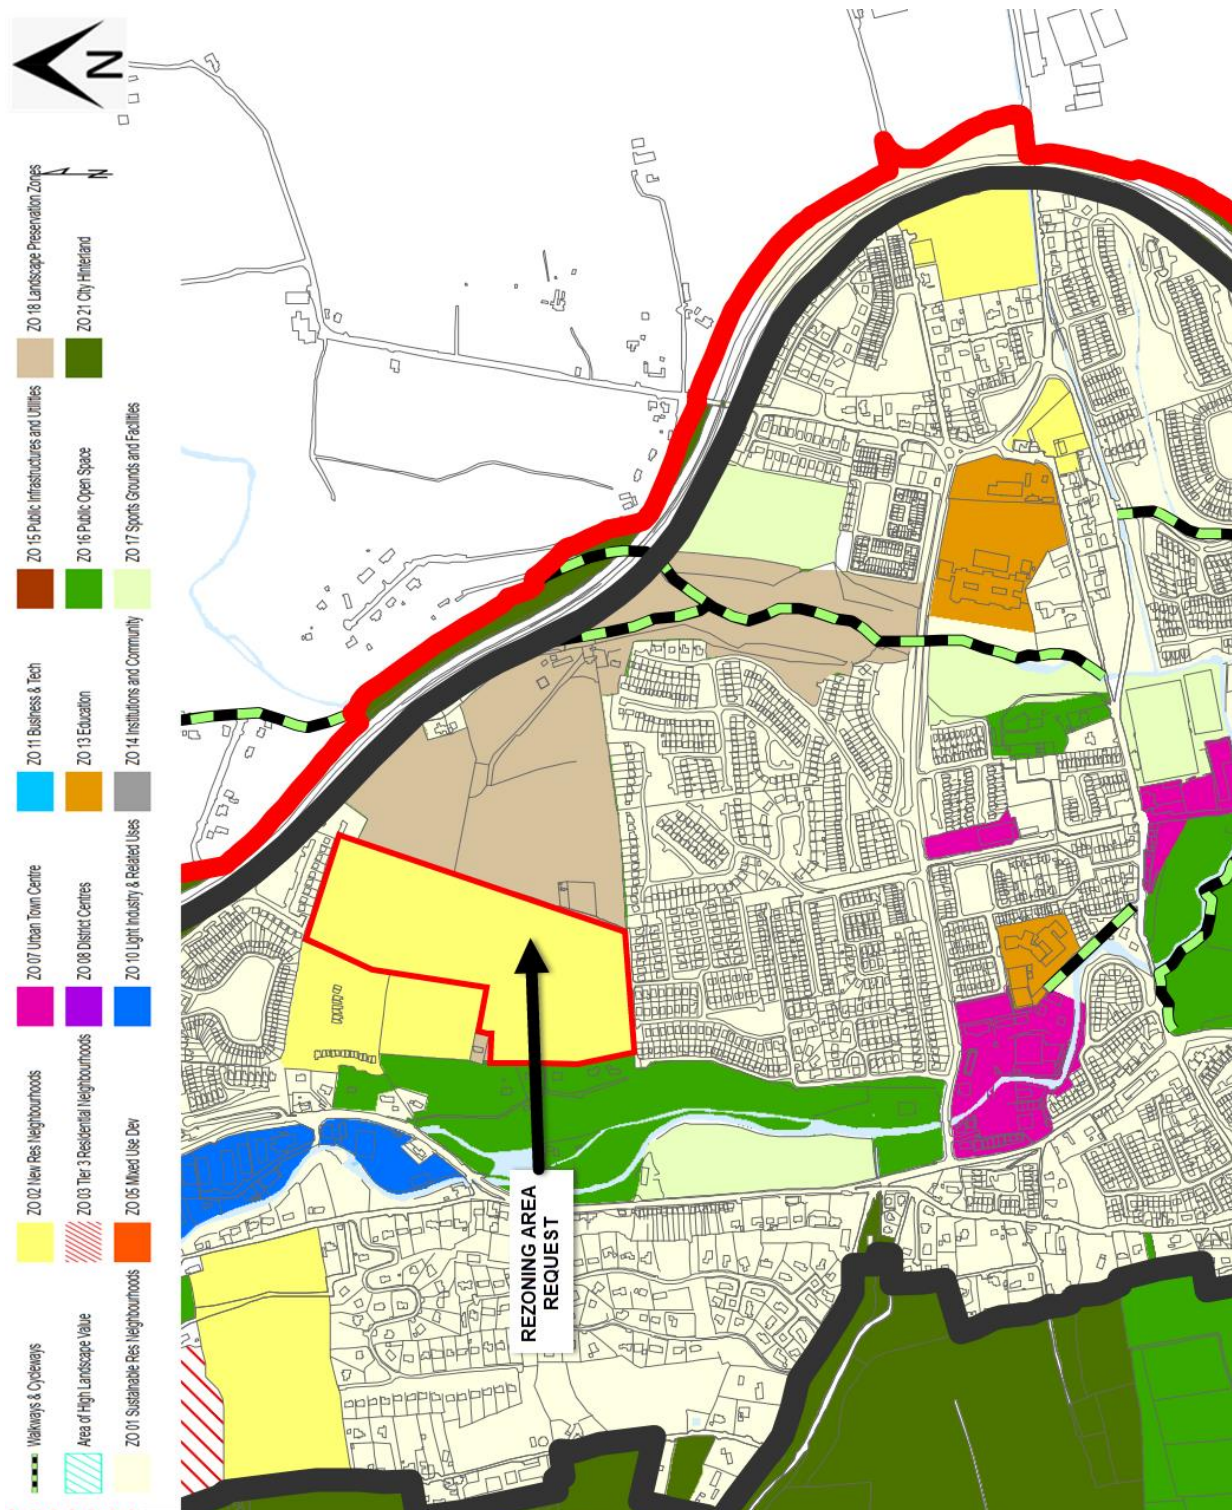 N
N
Walkways & Cycleways
Area of High Landscape Value
ZO 01 Sustainable Res Neighbourhoods
ZO 02 New Res Neighbourhoods
ZO 03 Tier 3 Residential Neighbourhoods
ZO 05 Mixed Use Dev
ZO 07 Urban Town Centre
ZO 08 District Centres
ZO 10 Light Industry & Related Uses
ZO 11 Business & Tech
ZO 13 Education
ZO 14 Institutions and Community
ZO 15 Public Infrastructures and Utilities
ZO 16 Public Open Space
ZO 17 Sports Grounds and Facilities
ZO 18 Landscape Preservation Zones
ZO 21 City Hinterland
REZONING AREA
REQUEST